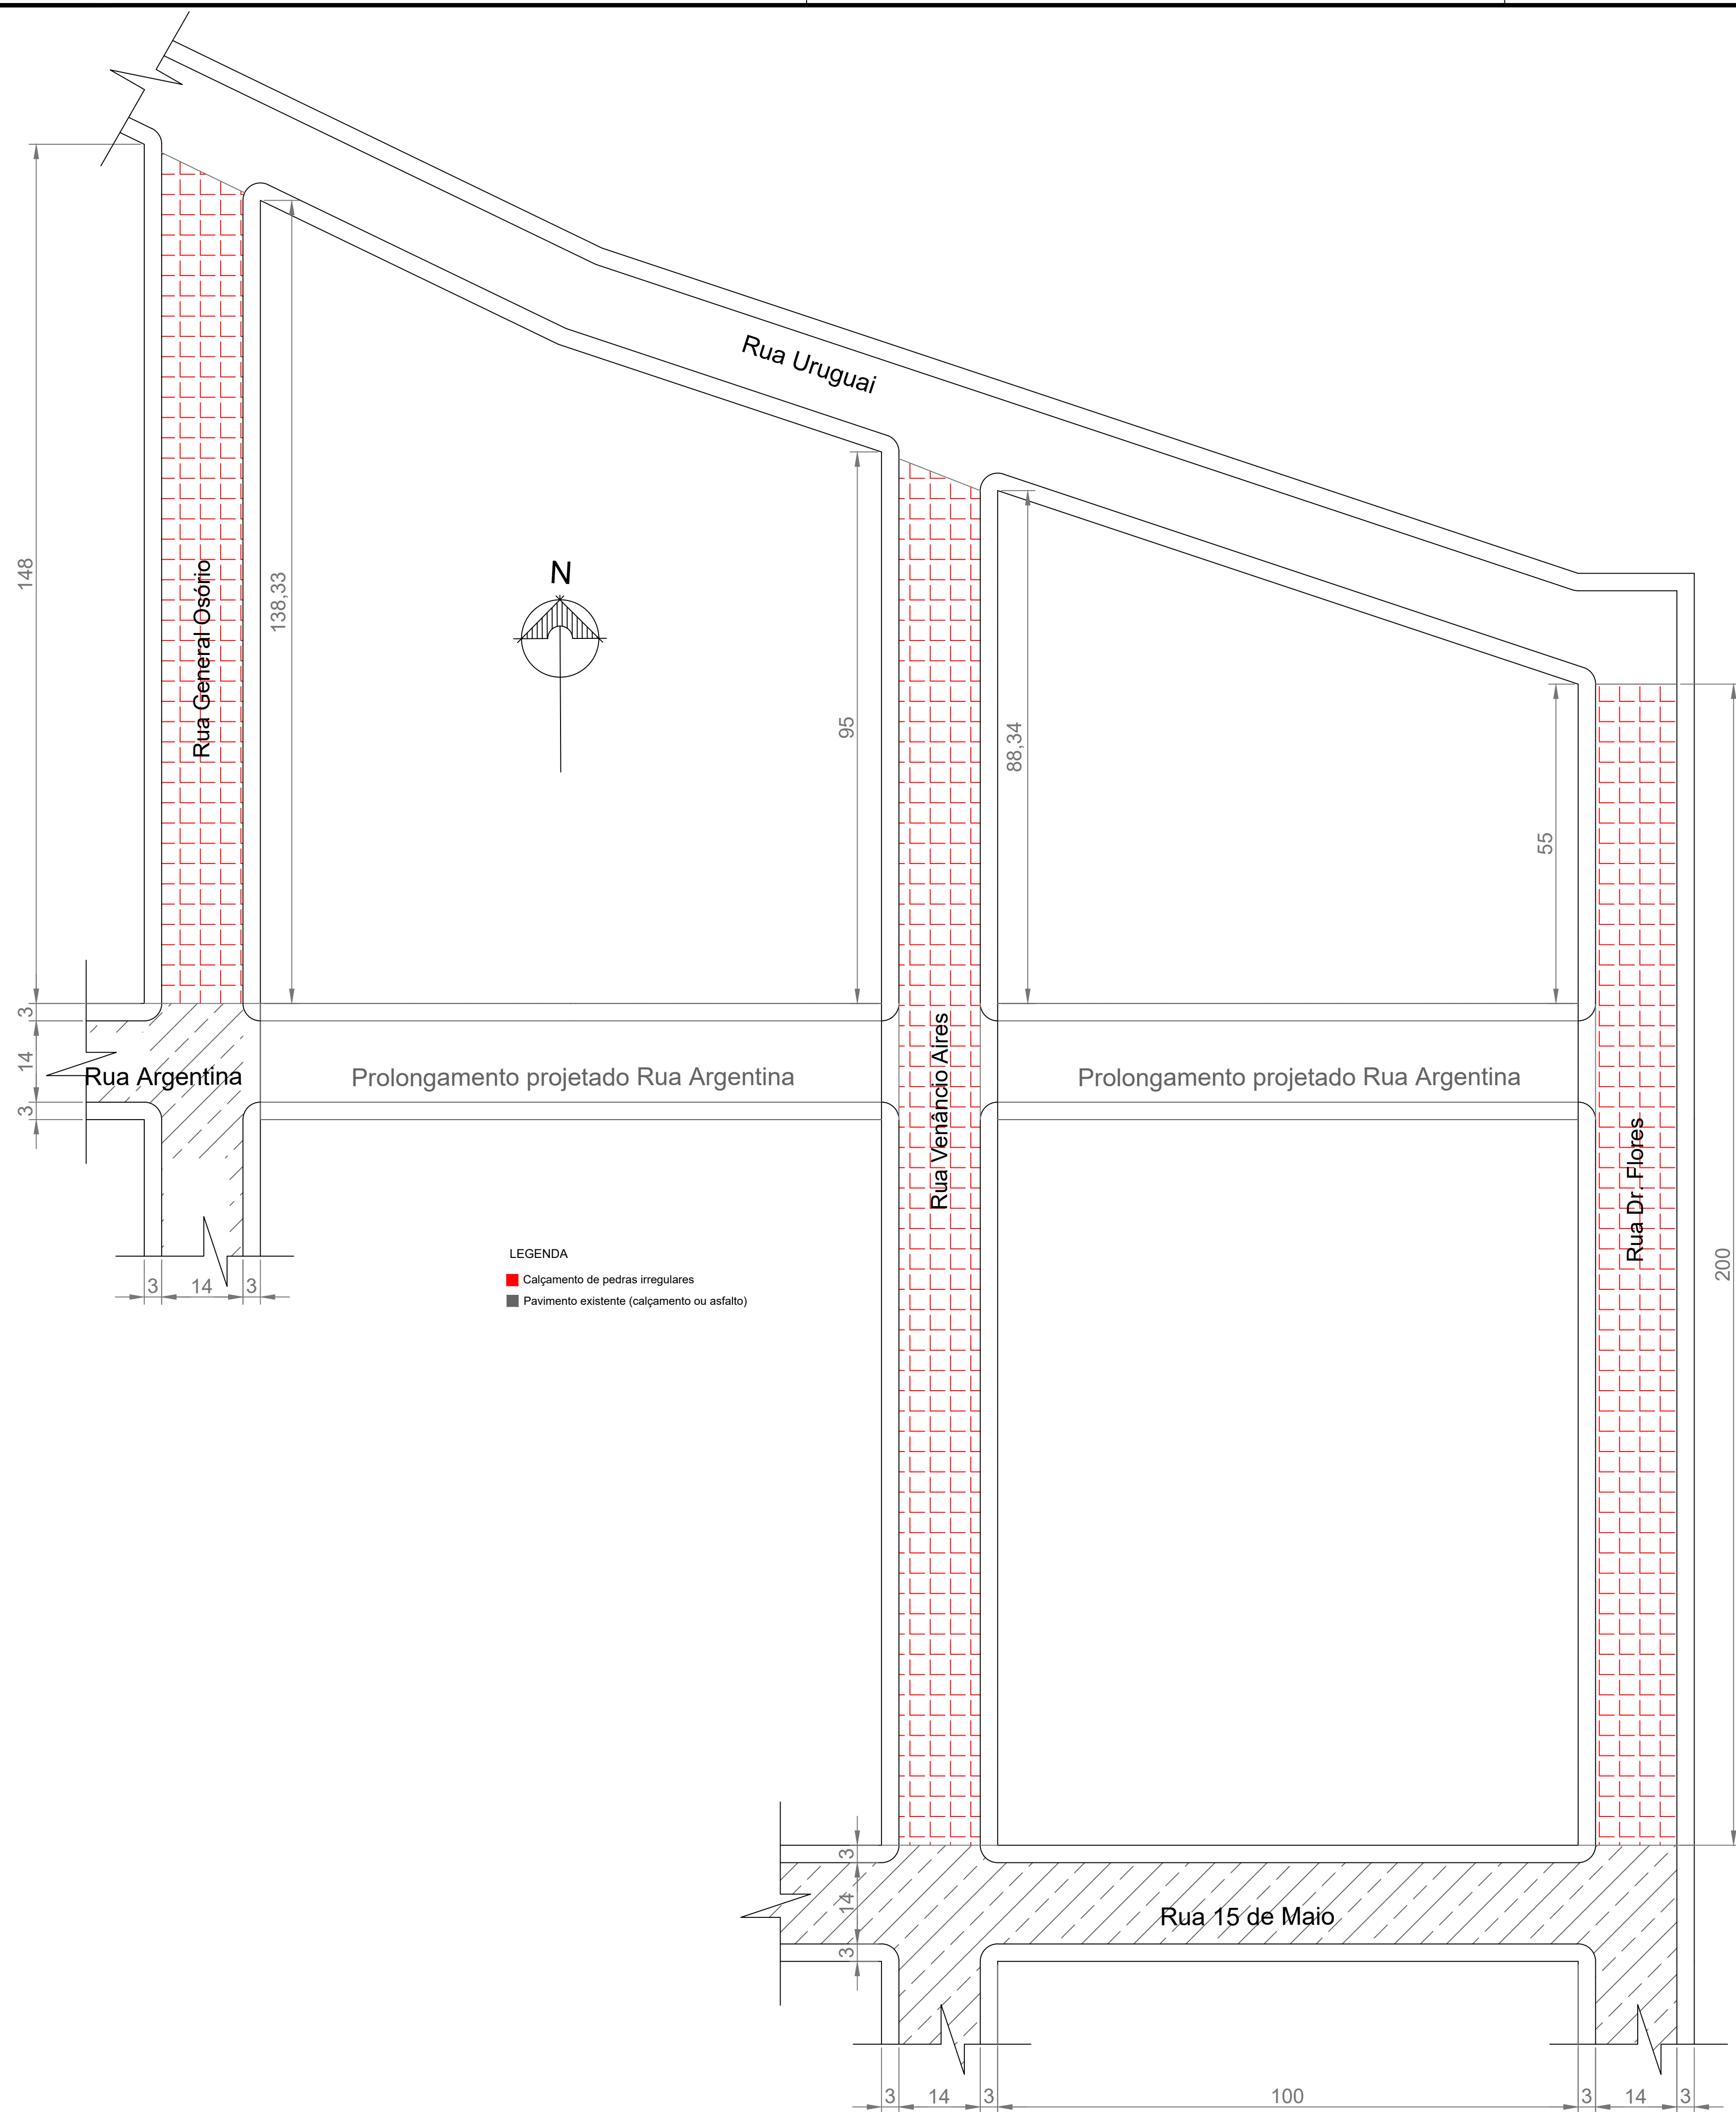 Rua Uruguai
148
Rua General Osório
138,33
N
95
88,34
55
3
14
3
Rua Argentina
Prolongamento projetado Rua Argentina
Prolongamento projetado Rua Argentina
Rua Venâncio Aires
Rua Dr. Flores
200
3
14
3
LEGENDA
Calçamento de pedras irregulares
Pavimento existente (calçamento ou asfalto)
3
14
3
Rua 15 de Maio
3
14
3
100
3
14
3